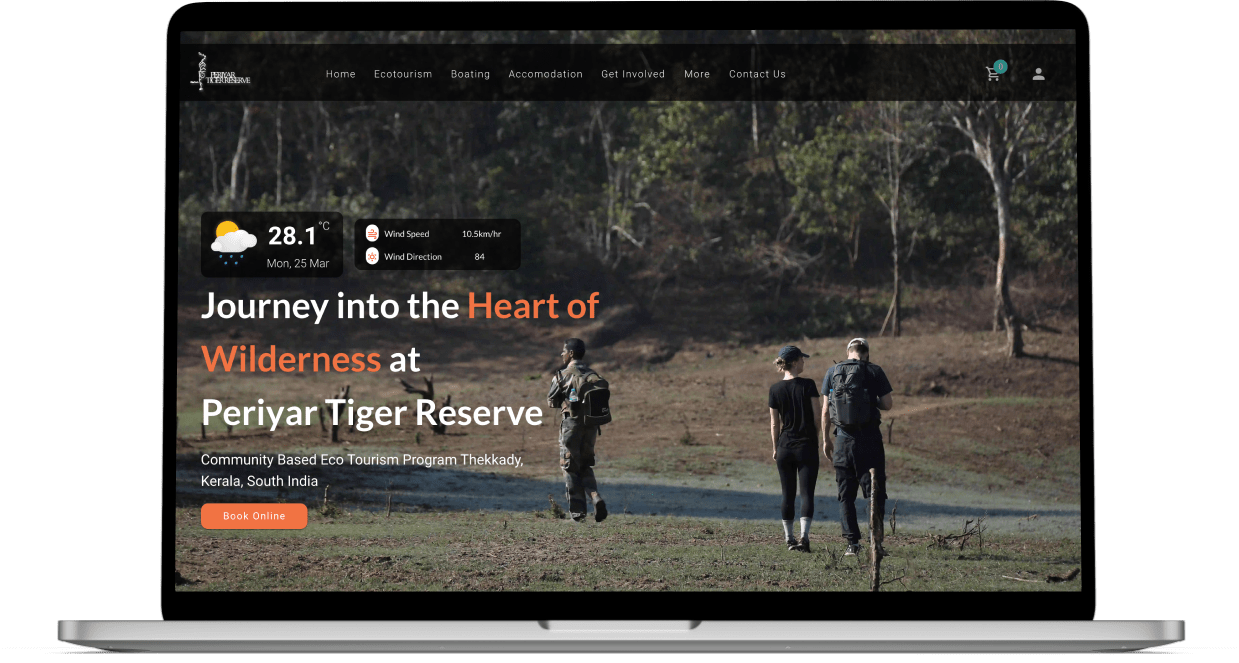 PERIYAR
TIGER RESERVE
Home Ecotourism Boating Accomodation Get Involved More Contact Us
0
28.1 °C
Mon, 25 Mar
Wind Speed 10.5km/hr
Wind Direction 84
Journey into the Heart of
Wilderness at
Periyar Tiger Reserve
Community Based Eco Tourism Program Thekkady,
Kerala, South India
Book Online